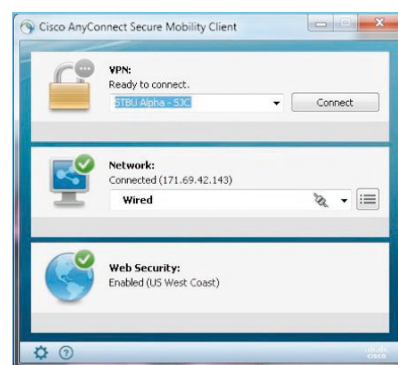 Cisco AnyConnect Secure Mobility Client
VPN:
Ready to connect.
STBU Alpha - SJC
Connect
Network:
Connected (171.69.42.143)
Wired
Web Security:
Enabled (US West Coast)
CISCO